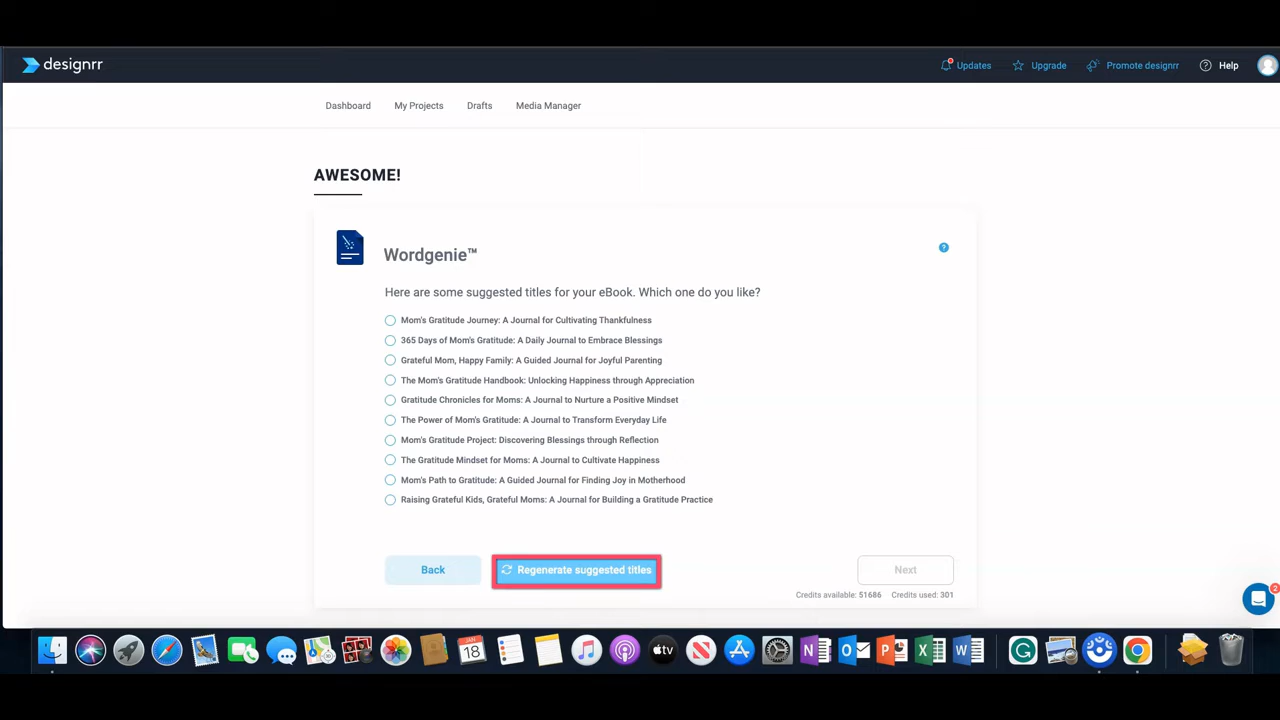 designrr
Updates
Upgrade
Promote designrr
Help
Dashboard
My Projects
Drafts
Media Manager
AWESOME!
Wordgenie™
?
Here are some suggested titles for your eBook. Which one do you like?
Mom's Gratitude Journey: A Journal for Cultivating Thankfulness
365 Days of Mom's Gratitude: A Daily Journal to Embrace Blessings
Grateful Mom, Happy Family: A Guided Journal for Joyful Parenting
The Mom's Gratitude Handbook: Unlocking Happiness through Appreciation
Gratitude Chronicles for Moms: A Journal to Nurture a Positive Mindset
The Power of Mom's Gratitude: A Journal to Transform Everyday Life
Mom's Gratitude Project: Discovering Blessings through Reflection
The Gratitude Mindset for Moms: A Journal to Cultivate Happiness
Mom's Path to Gratitude: A Guided Journal for Finding Joy in Motherhood
Raising Grateful Kids, Grateful Moms: A Journal for Building a Gratitude Practice
Back
Regenerate suggested titles
Next
Credits available: 51686
Credits used: 301
2
JAN
18
tv
N
O
P
X
W
G